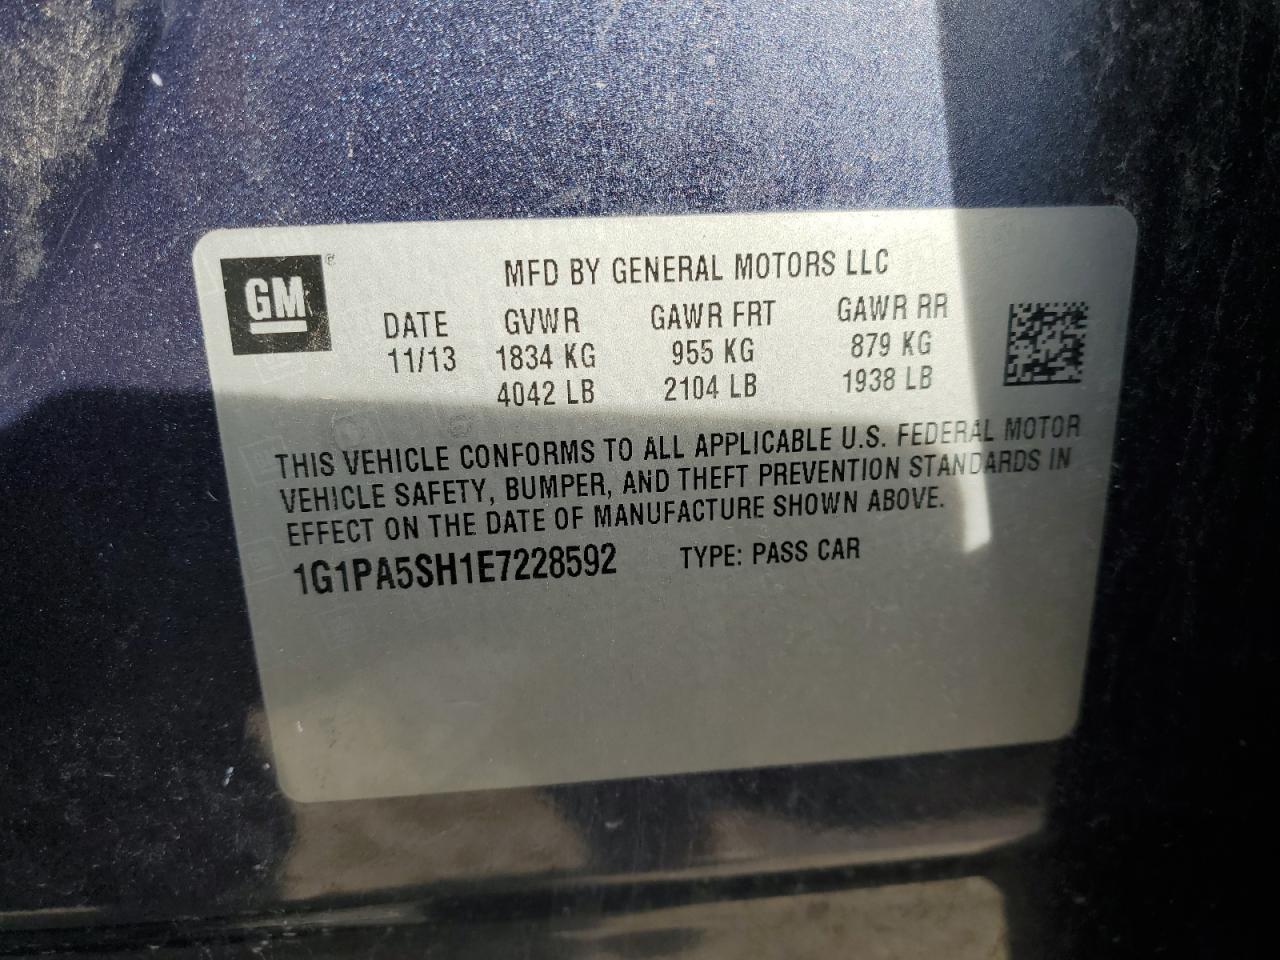 GM ®
MFD BY GENERAL MOTORS LLC
DATE GVWR GAWR FRT GAWR RR
11/13 1834 KG 955 KG 879 KG
4042 LB 2104 LB 1938 LB
THIS VEHICLE CONFORMS TO ALL APPLICABLE U.S. FEDERAL MOTOR
VEHICLE SAFETY, BUMPER, AND THEFT PREVENTION STANDARDS IN
EFFECT ON THE DATE OF MANUFACTURE SHOWN ABOVE.
1G1PA5SH1E7228592 TYPE: PASS CAR